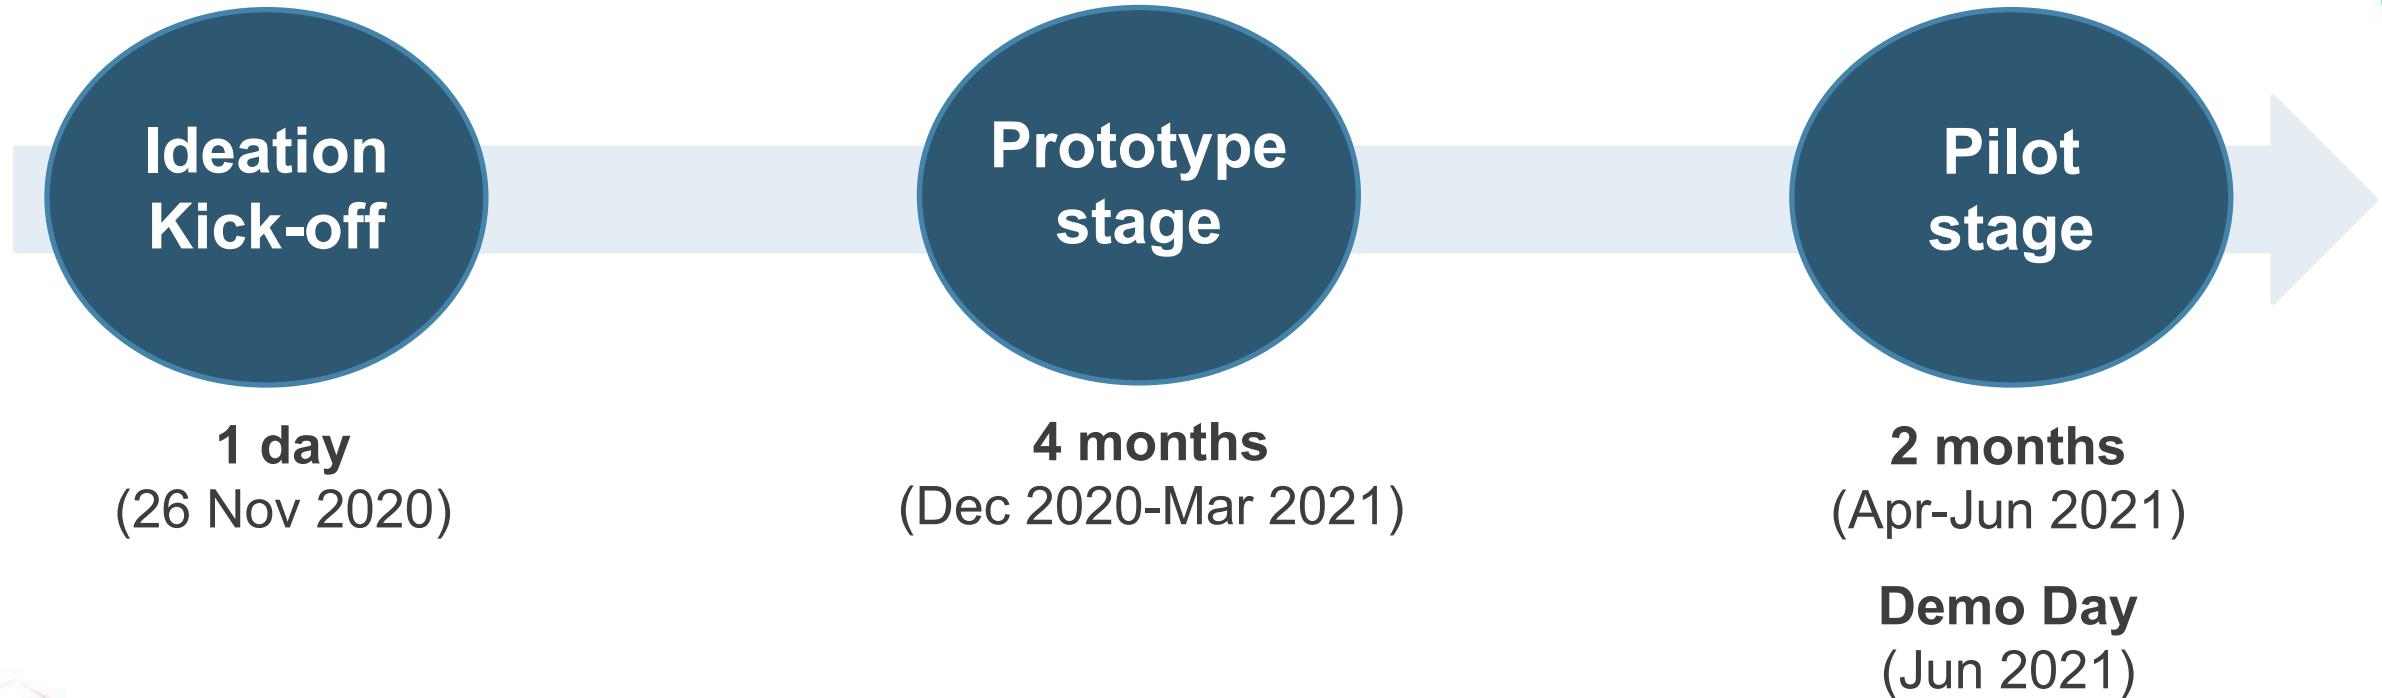 Ideation
Kick-off
Prototype
stage
Pilot
stage
1 day
(26 Nov 2020)
4 months
(Dec 2020-Mar 2021)
2 months
(Apr-Jun 2021)
Demo Day
(Jun 2021)